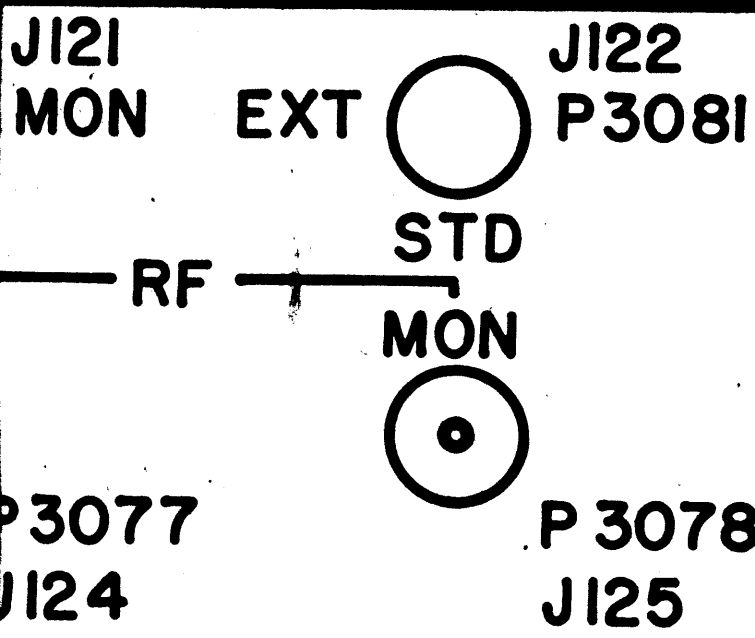 J121 J122
MON EXT P3081
STD
RF
MON
P3077 P3078
J124 J125